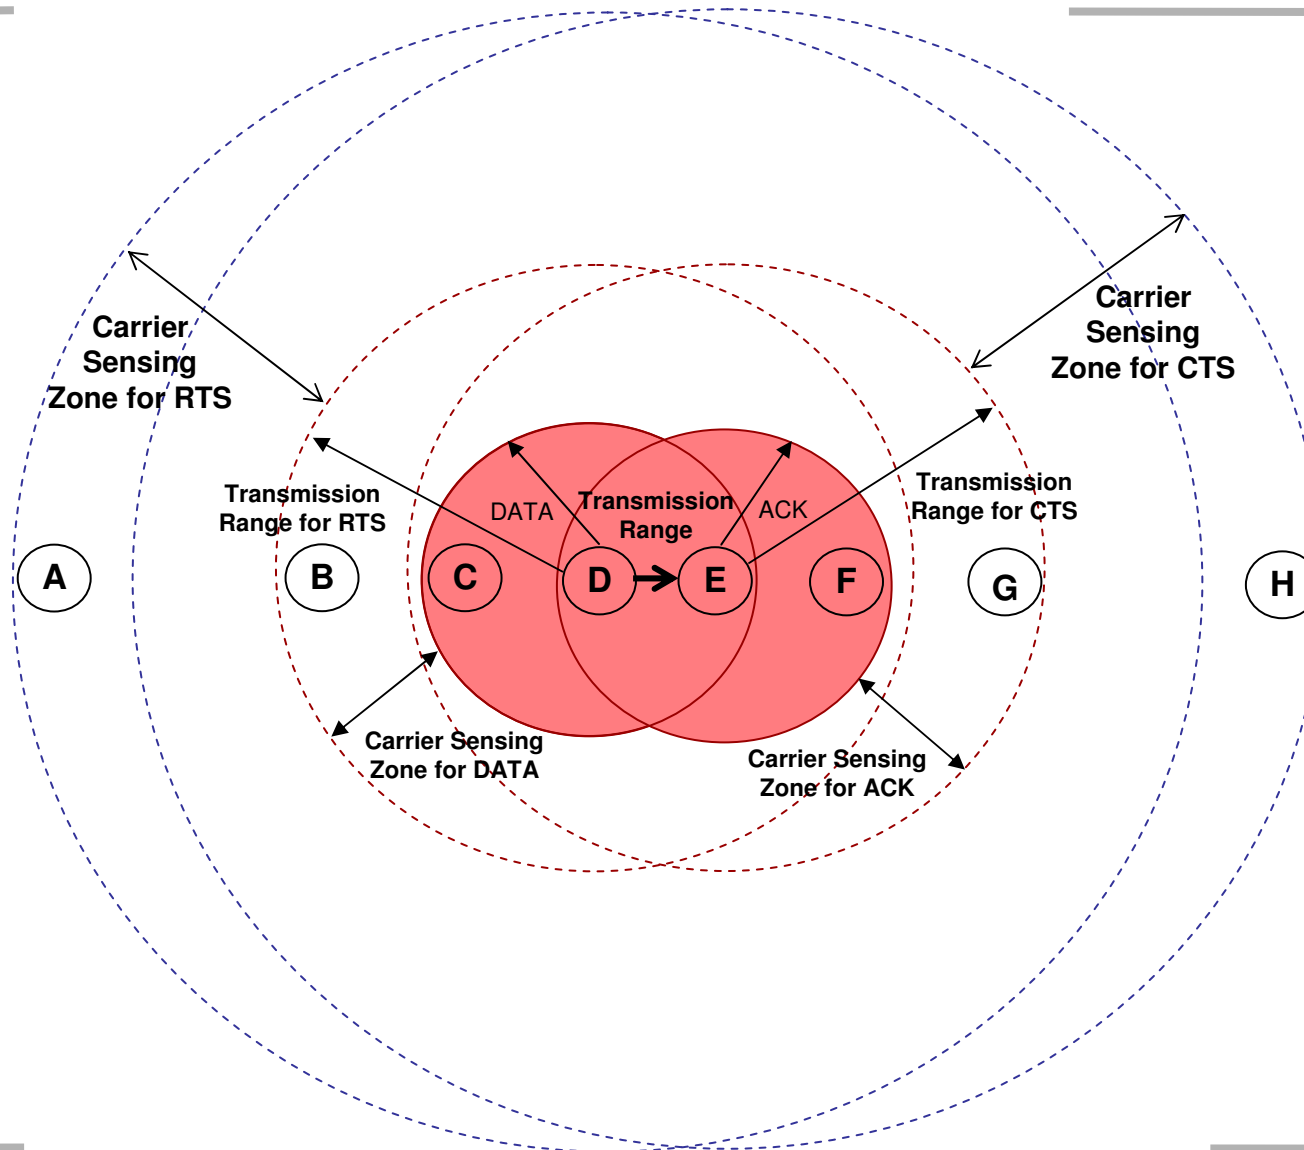 Carrier
Sensing
Zone for RTS
Carrier
Sensing
Zone for CTS
Transmission
Range for RTS
DATA
Transmission
Range
ACK
Transmission
Range for CTS
A
B
C
D
E
F
G
H
Carrier Sensing
Zone for DATA
Carrier Sensing
Zone for ACK